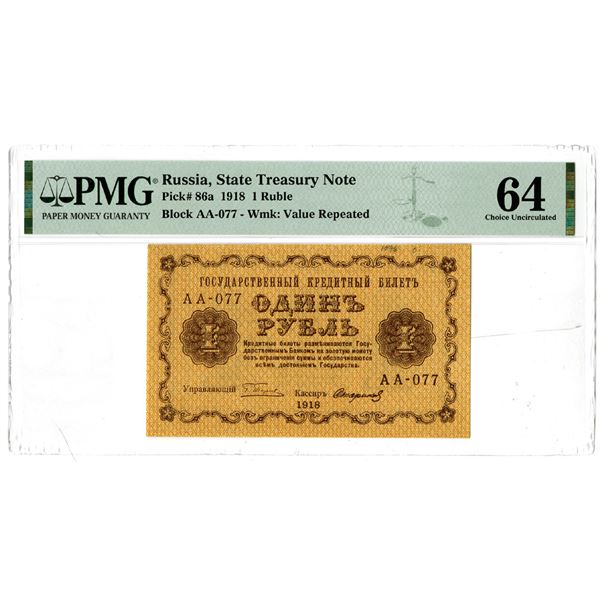 PMG®
PAPER MONEY GUARANTY
Russia, State Treasury Note
Pick# 86a 1918 1 Ruble
Block AA-077 - Wmk: Value Repeated
64
Choice Uncirculated
ГОСУДАРСТВЕННЫЙ КРЕДИТНЫЙ БИЛЕТЪ
АА-077
ОДИНЪ
РУБЛЬ
1
1
Кредитные билеты размѣниваются Госу-
дарственнымъ Банкомъ на золотую монету
безъ ограниченія суммы и обезпечиваются
всѣмъ достояніемъ Государства.
АА-077
Управляющій
Кассиръ
1918